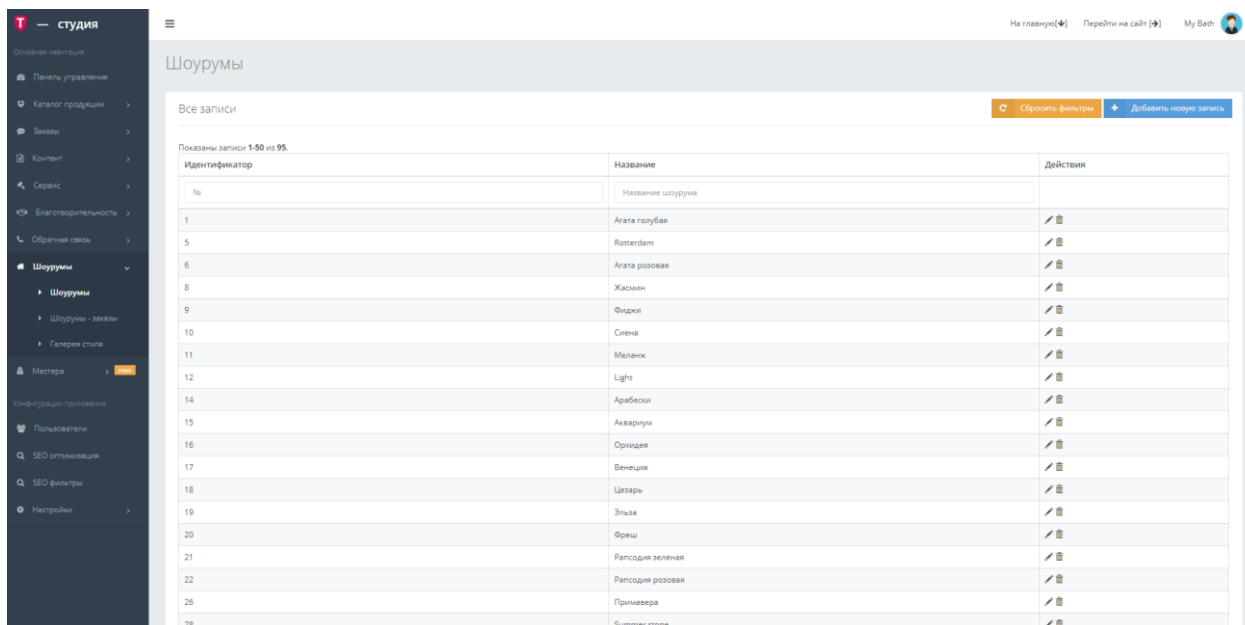 Т — студия
На главную[🡻] Перейти на сайт [🡺] My Bath
Основная навигация
Панель управления
Каталог продукции
Заказы
Контент
Сервис
Благотворительность
Обратная связь
Шоурумы
Шоурумы
Шоурумы - заказы
Галерея стиля
Мастера new
Конфигурации приложения
Пользователи
SEO оптимизация
SEO фильтры
Настройки
Шоурумы
Все записи
Сбросить фильтры Добавить новую запись
Показаны записи 1-50 из 95.
Идентификатор Название Действия
№ Название шоурума
1 Агата голубая
5 Rotterdam
6 Агата розовая
8 Жасмин
9 Фиджи
10 Сиена
11 Меланж
12 Light
14 Арабески
15 Аквариум
16 Орхидея
17 Венеция
18 Цезарь
19 Эльза
20 Фреш
21 Рапсодия зеленая
22 Рапсодия розовая
26 Примавера
28 Summer stone